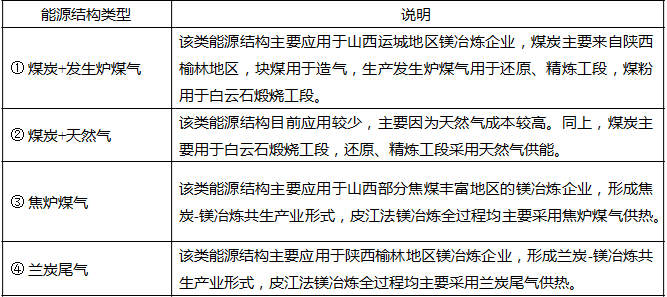 能源结构类型
说明
① 煤炭+发生炉煤气
该类能源结构主要应用于山西运城地区镁冶炼企业，煤炭主要来自陕西
榆林地区，块煤用于造气，生产发生炉煤气用于还原、精炼工段，煤粉
用于白云石煅烧工段。
② 煤炭+天然气
该类能源结构目前应用较少，主要因为天然气成本较高。同上，煤炭主
要用于白云石煅烧工段，还原、精炼工段采用天然气供能。
③ 焦炉煤气
该类能源结构主要应用于山西部分焦煤丰富地区的镁冶炼企业，形成焦
炭-镁冶炼共生产业形式，皮江法镁冶炼全过程均主要采用焦炉煤气供热。
④ 兰炭尾气
该类能源结构主要应用于陕西榆林地区镁冶炼企业，形成兰炭-镁冶炼共
生产业形式，皮江法镁冶炼全过程均主要采用兰炭尾气供热。